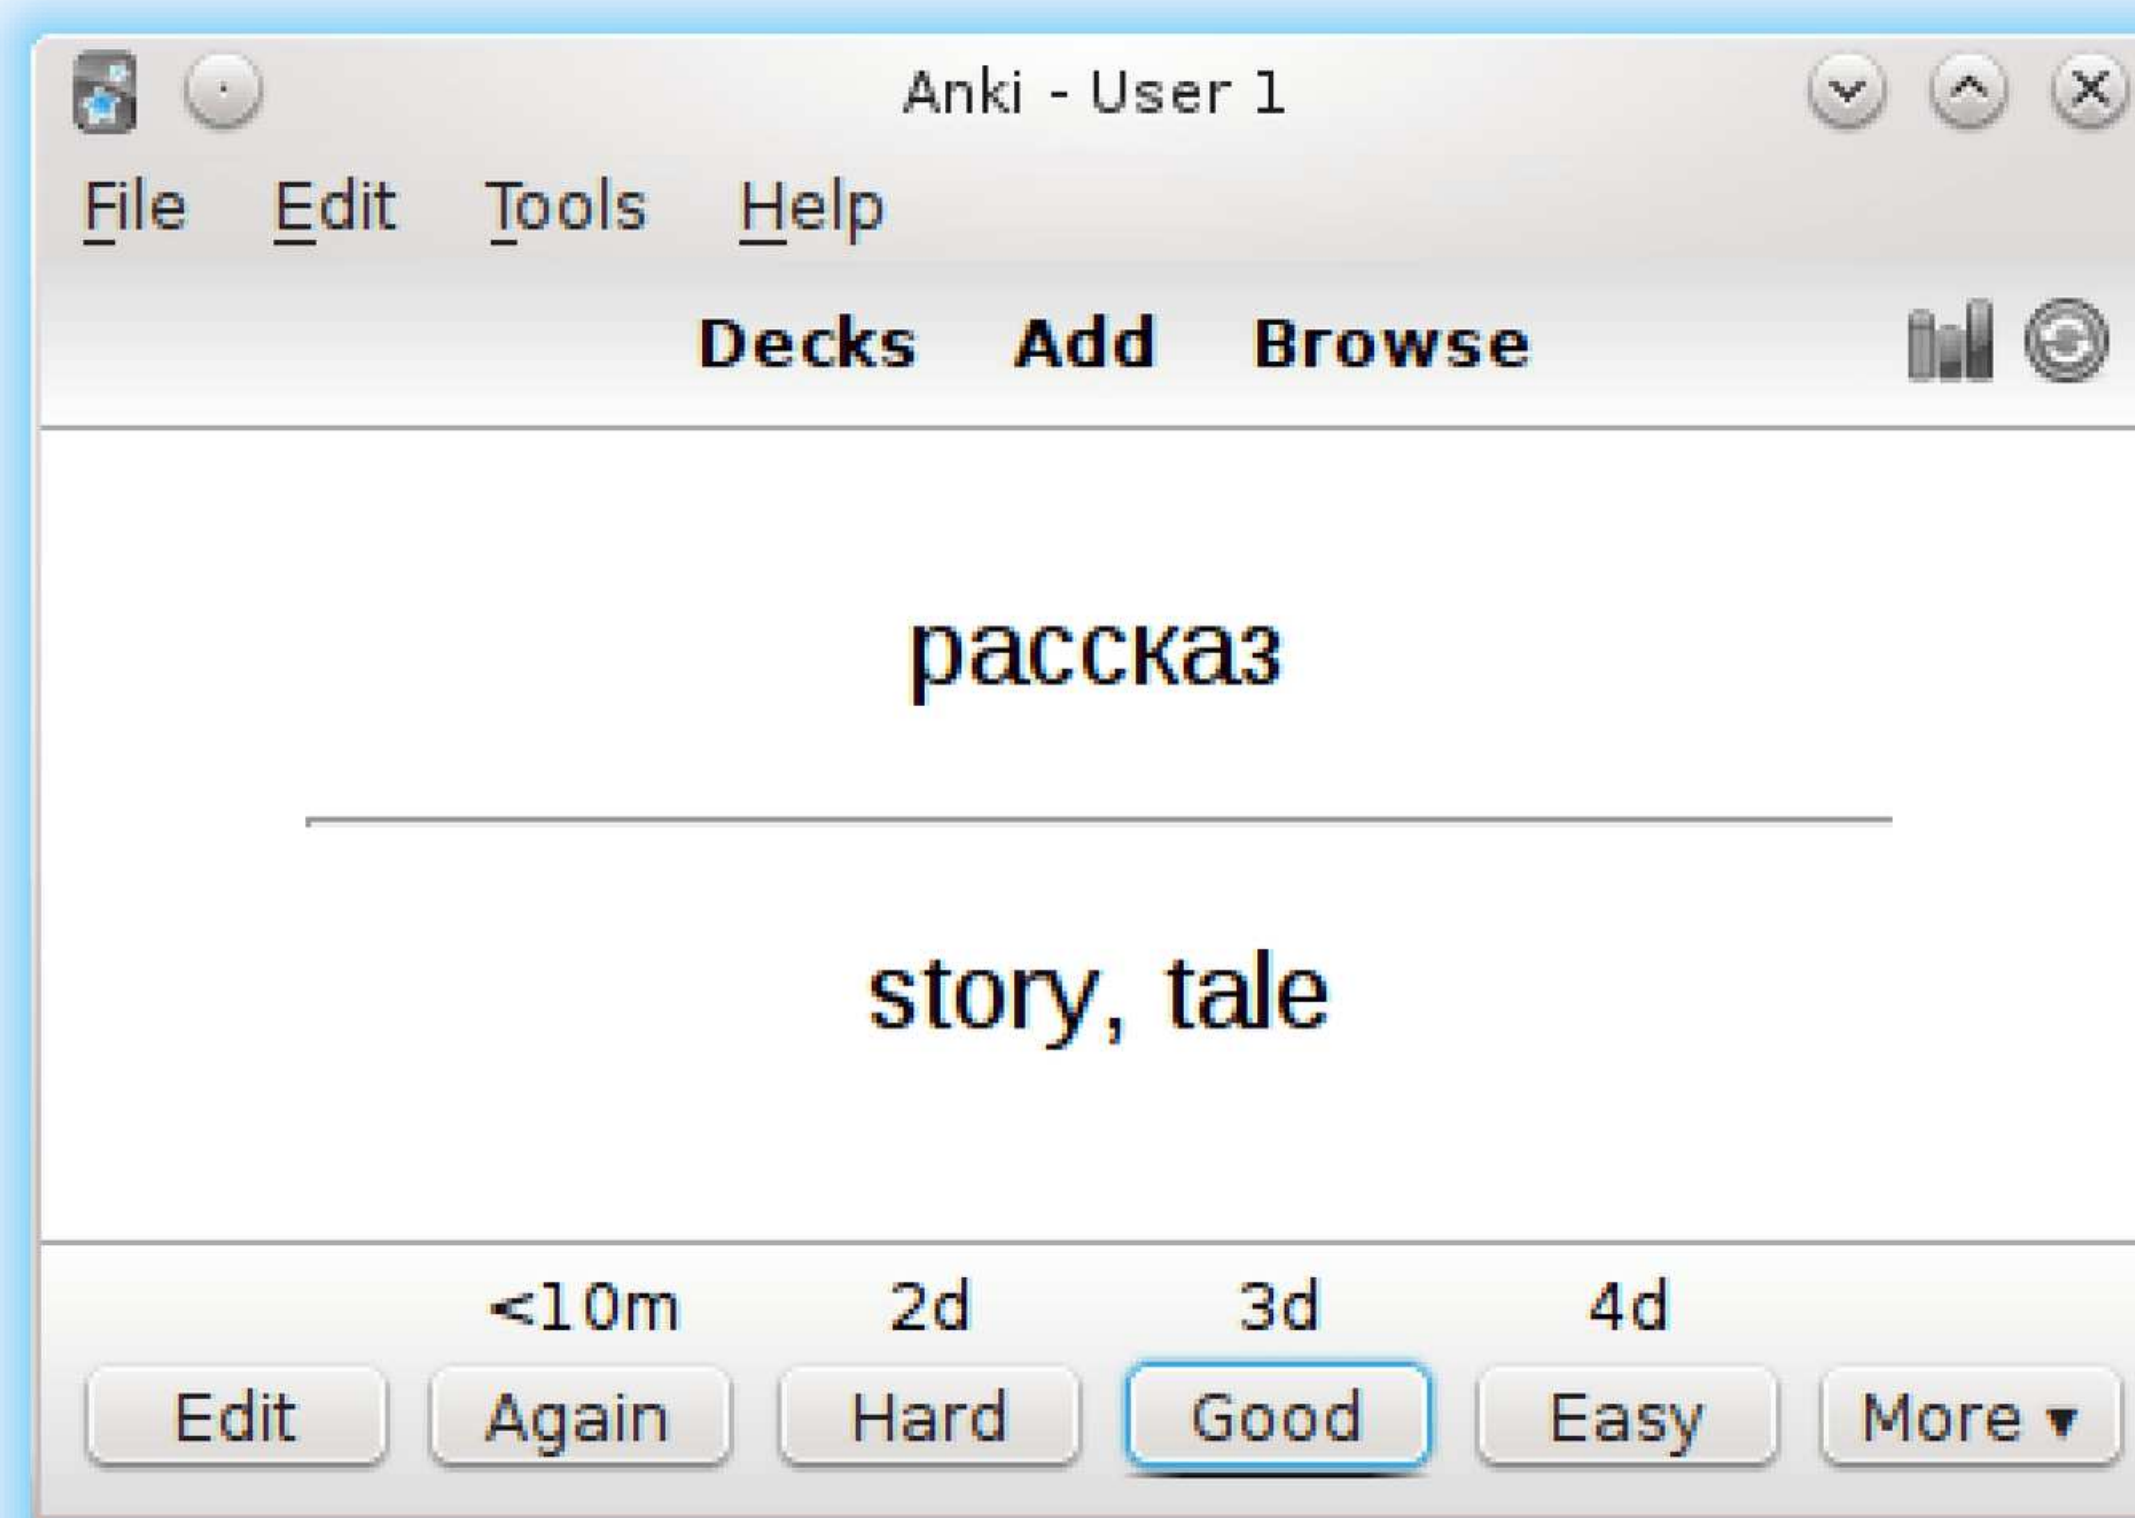 Anki - User 1
File Edit Tools Help
Decks Add Browse
рассказ
story, tale
<10m 2d 3d 4d
Edit Again Hard Good Easy More ▾